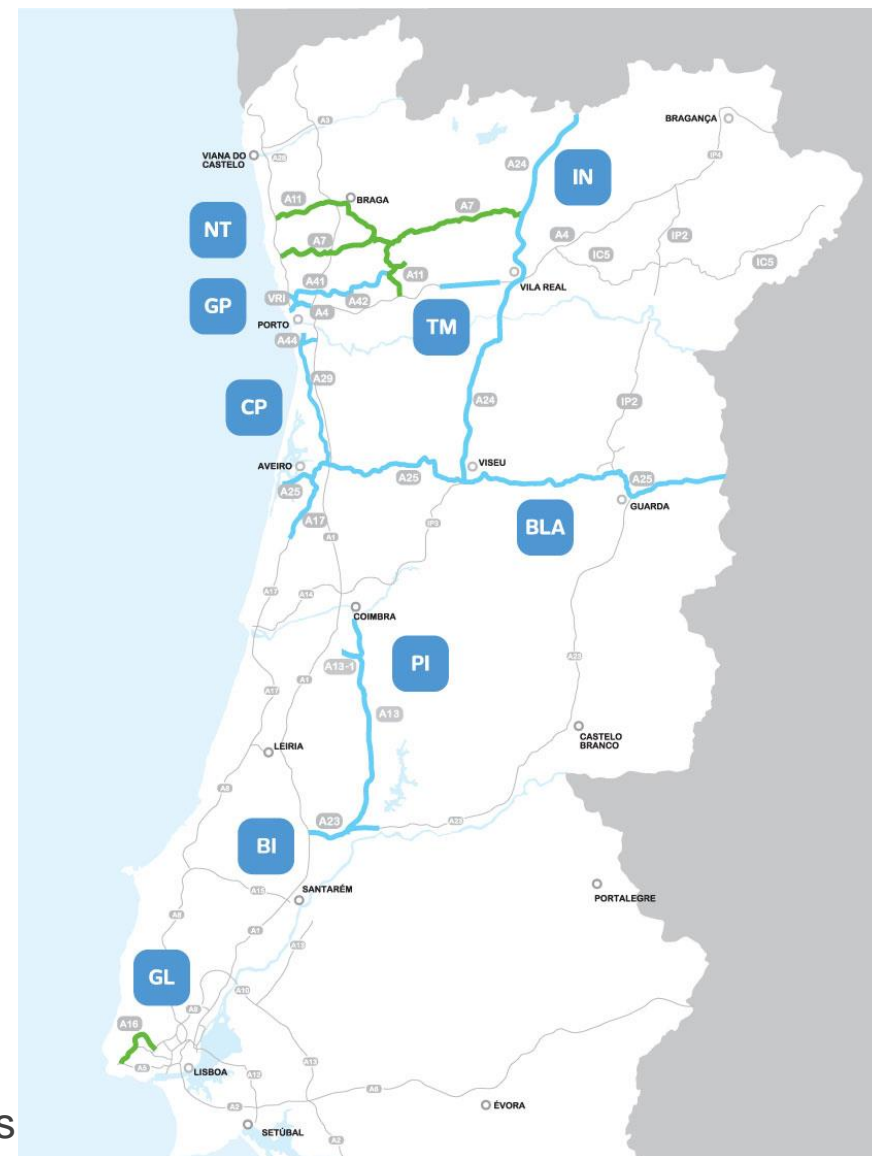 A3
BRAGANÇA
VIANA DO
CASTELO
A28
A24
IP4
IN
A11
BRAGA
A7
NT
A7
A4
IP2
IC5
IC5
A41
A11
VILA REAL
GP
VRI
A42
A4
PORTO
TM
A44
A29
CP
A24
IP2
AVEIRO
VISEU
A25
A25
A25
GUARDA
A17
BLA
IP3
A1
A17
A14
COIMBRA
A13-1
PI
A1
A17
A13
CASTELO
BRANCO
LEIRIA
A8
A23
A23
BI
PORTALEGRE
A15
SANTARÉM
A8
A1
A13
GL
A10
A16
A5
LISBOA
A12
A13
A6
A2
ÉVORA
SETÚBAL
A2
s